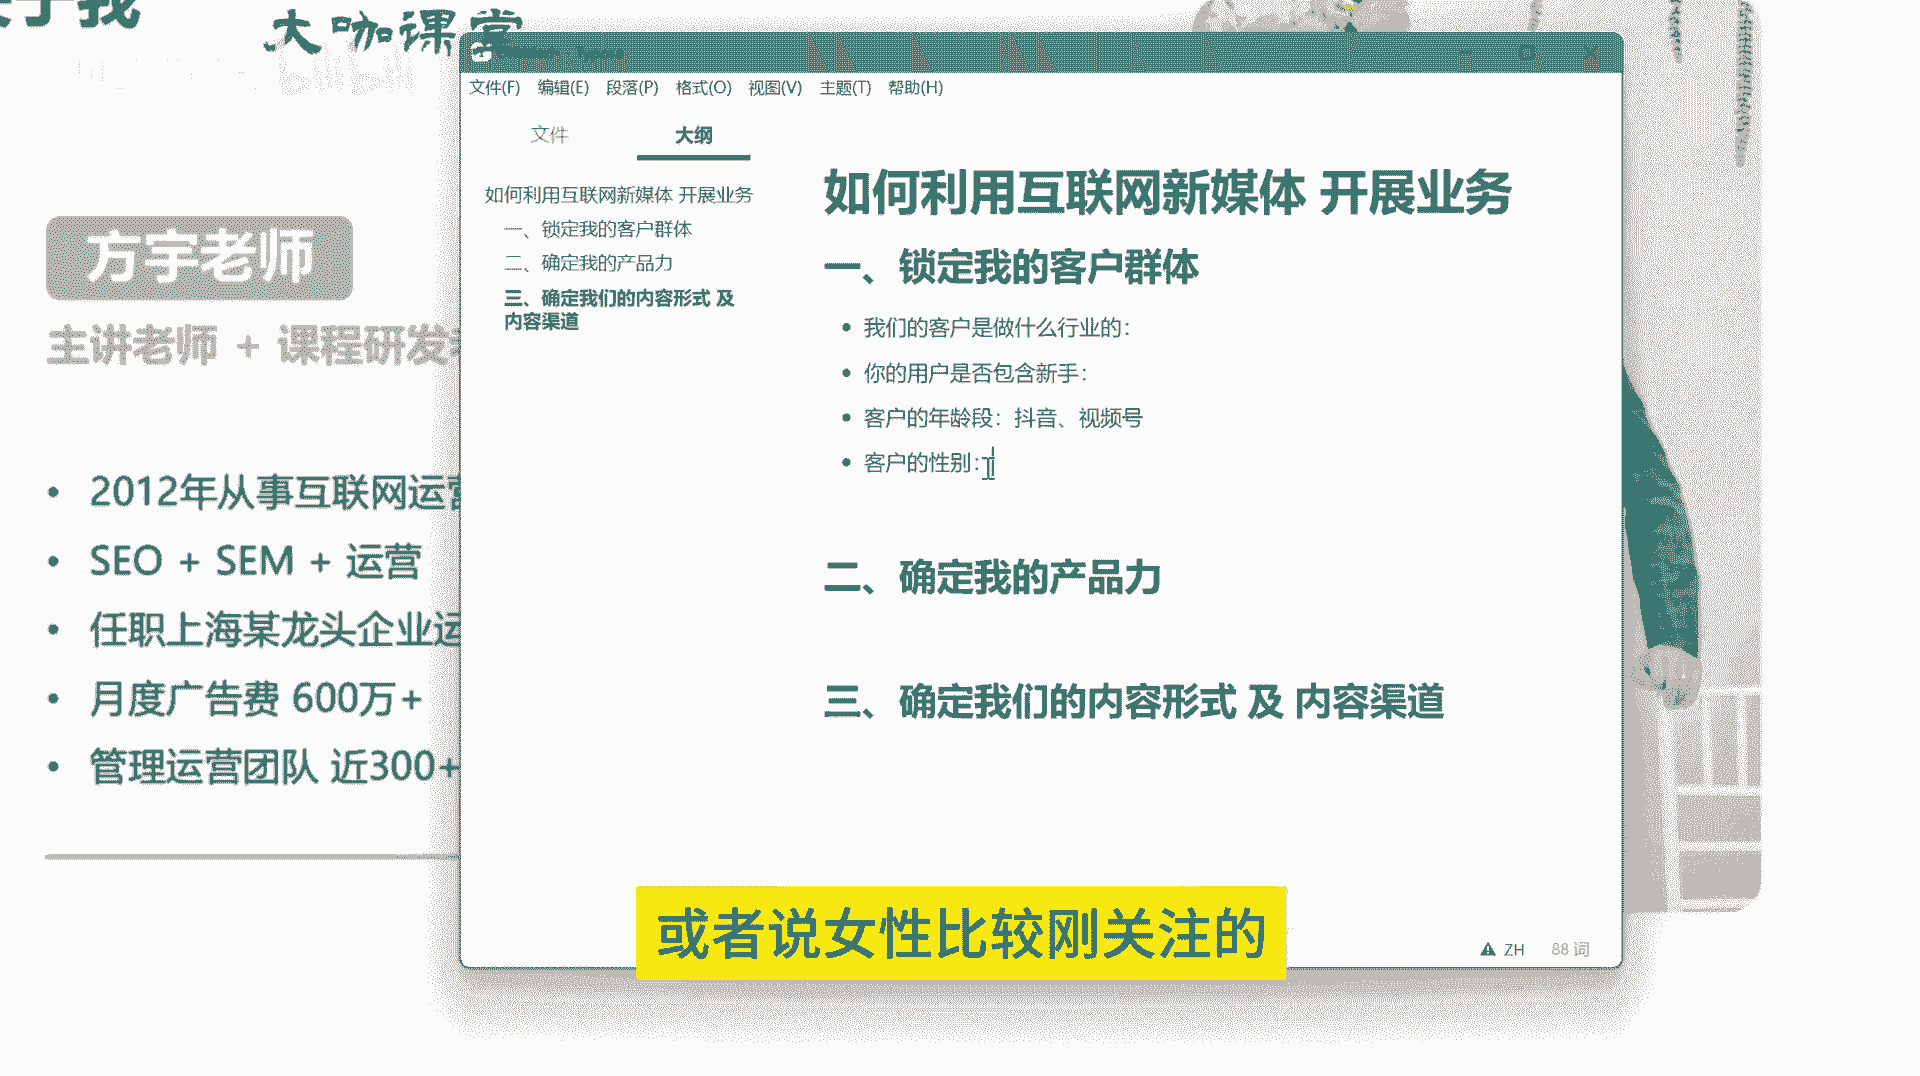 大咖课堂
bilibili
方宇老师
主讲老师 + 课程研发
2012年从事互联网运营
SEO + SEM + 运营
任职上海某龙头企业运
月度广告费 600万+
管理运营团队 近300+
文件(F) 编辑(E) 段落(P) 格式(O) 视图(V) 主题(T) 帮助(H)
文件 大纲
如何利用互联网新媒体 开展业务
一、锁定我的客户群体
二、确定我的产品力
三、确定我们的内容形式 及
内容渠道
如何利用互联网新媒体 开展业务
一、锁定我的客户群体
我们的客户是做什么行业的：
你的用户是否包含新手：
客户的年龄段：抖音、视频号
客户的性别：
二、确定我的产品力
三、确定我们的内容形式 及 内容渠道
或者说女性比较刚关注的
ZH 88 词